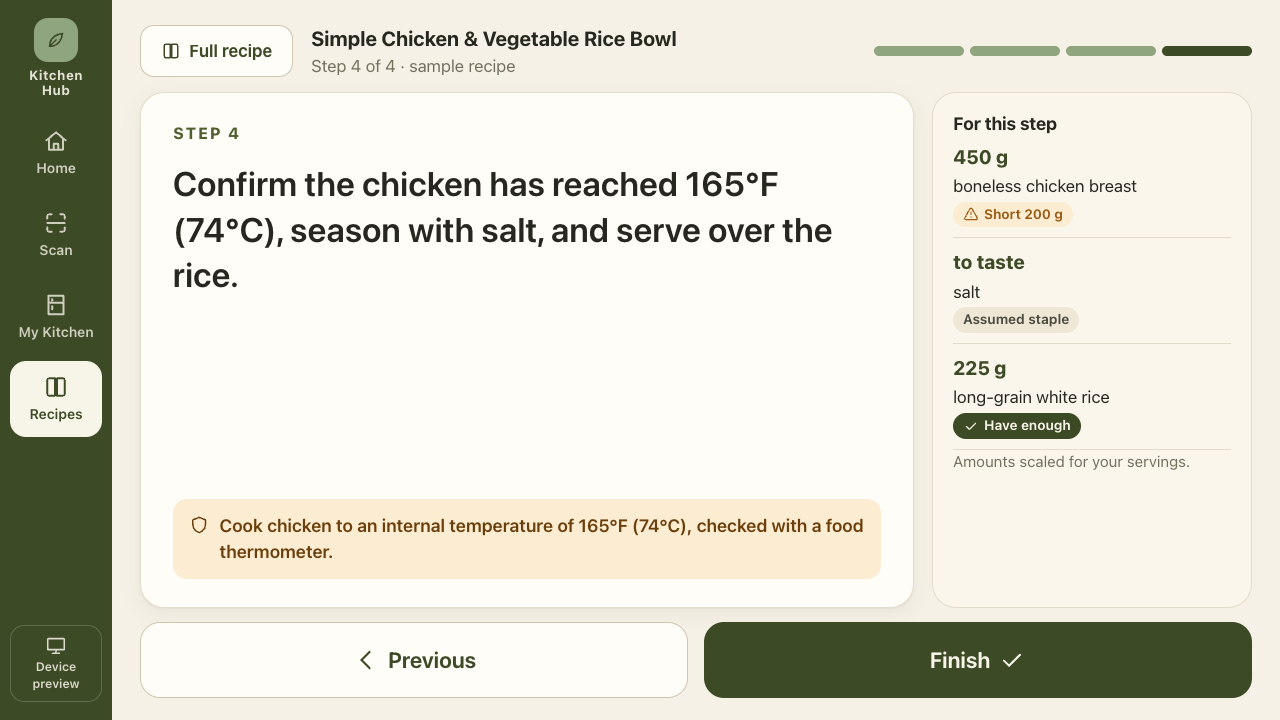 Kitchen
Hub
Home
Scan
My Kitchen
Recipes
Device
preview
Full recipe
Simple Chicken & Vegetable Rice Bowl
Step 4 of 4 · sample recipe
STEP 4
Confirm the chicken has reached 165°F
(74°C), season with salt, and serve over the
rice.
Cook chicken to an internal temperature of 165°F (74°C), checked with a food
thermometer.
For this step
450 g
boneless chicken breast
Short 200 g
to taste
salt
Assumed staple
225 g
long-grain white rice
Have enough
Amounts scaled for your servings.
Previous
Finish